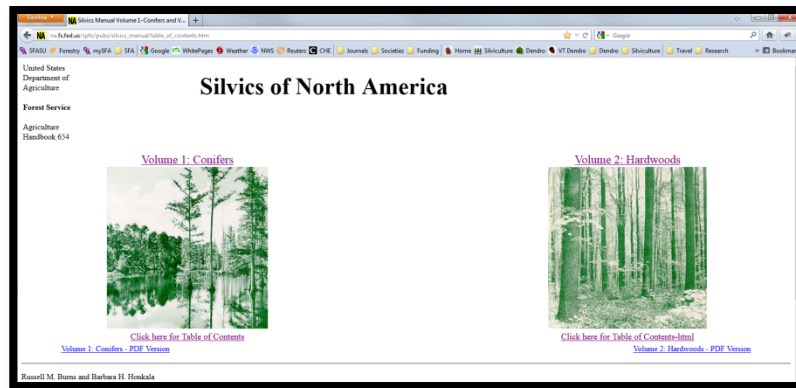 Firefox
NA Silvics Manual Volume 1-Conifers and V...
na.fs.fed.us/spfo/pubs/silvics_manual/table_of_contents.htm
Google
SFASU Forestry mySFA SFA Google WhitePages Weather NWS Reuters CHE Journals Societies Funding Home Silviculture Dendro VT Dendro Dendro Silviculture Travel Research Bookmar
United States
Department of
Agriculture
Silvics of North America
Forest Service
Agriculture
Handbook 654
Volume 1: Conifers
Volume 2: Hardwoods
Click here for Table of Contents
Click here for Table of Contents-html
Volume 1: Conifers - PDF Version
Volume 2: Hardwoods - PDF Version
Russell M. Burns and Barbara H. Honkala